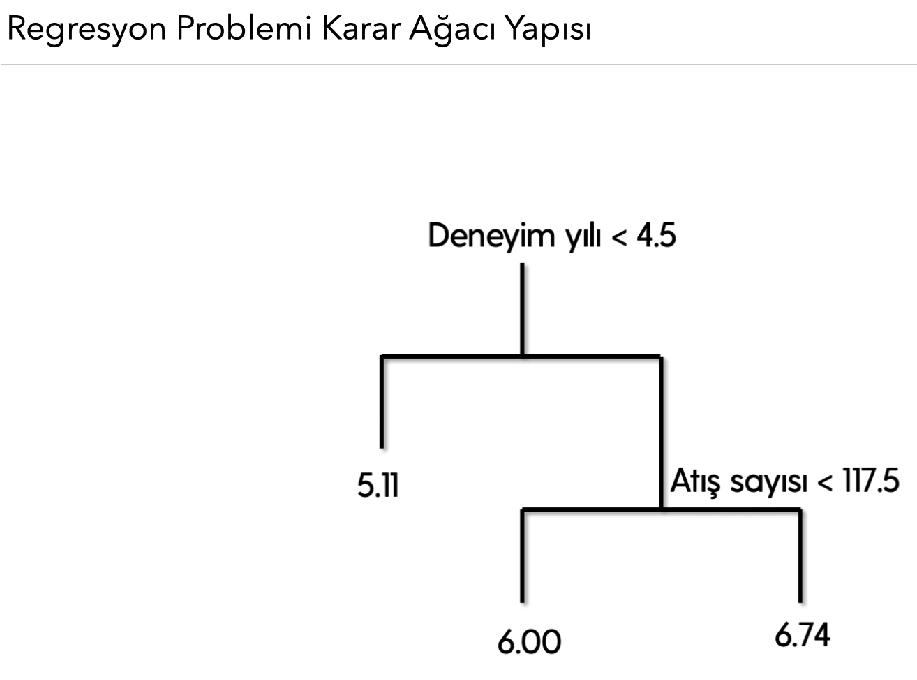 Regresyon Problemi Karar Ağacı Yapısı
Deneyim yılı < 4.5
5.11
Atış sayısı < 117.5
6.00
6.74